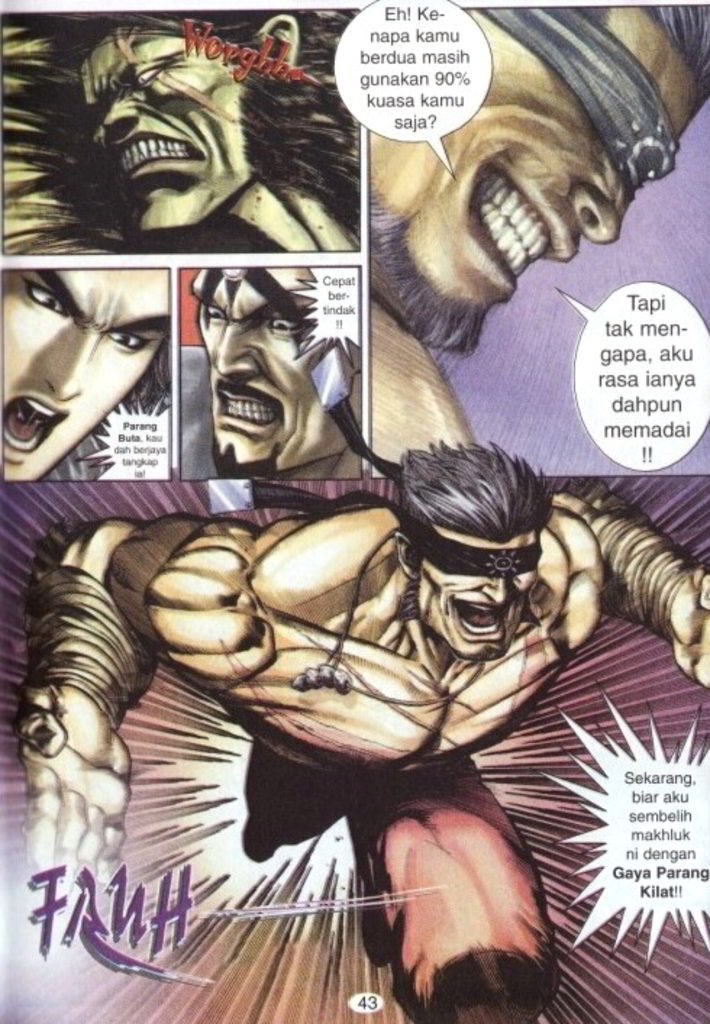 Worghh...
Eh! Ke-
napa kamu
berdua masih
gunakan 90%
kuasa kamu
saja?
Tapi
tak men-
gapa, aku
rasa ianya
dahpun
memadai
!!
Parang
Buta, kau
dah berjaya
tangkap
ia!
Cepat
ber-
tindak
!!
Sekarang,
biar aku
sembelih
makhluk
ni dengan
Gaya Parang
Kilat!!
FAUH
43